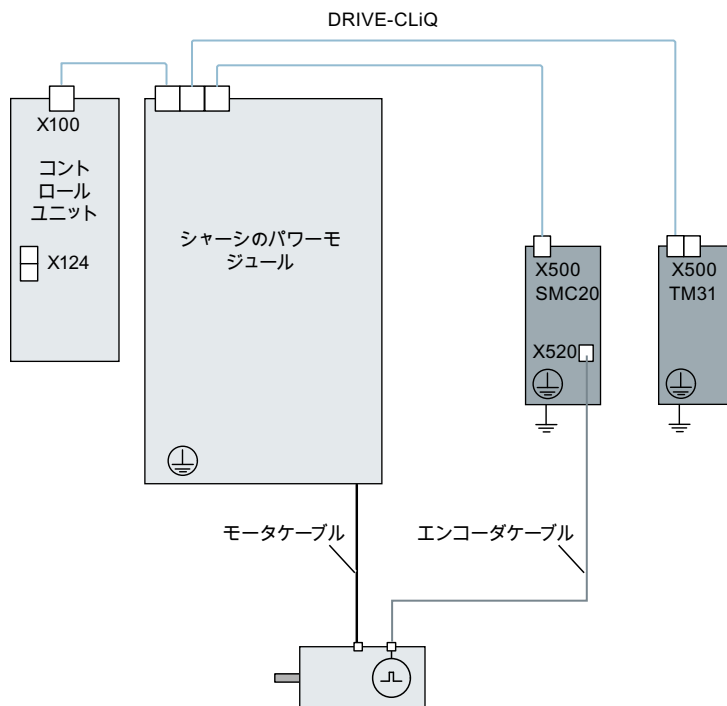 DRIVE-CLiQ
X100
コント
ロール
ユニット
X124
シャーシのパワーモ
ジュール
X500
SMC20
X520
X500
TM31
モータケーブル
エンコーダケーブル